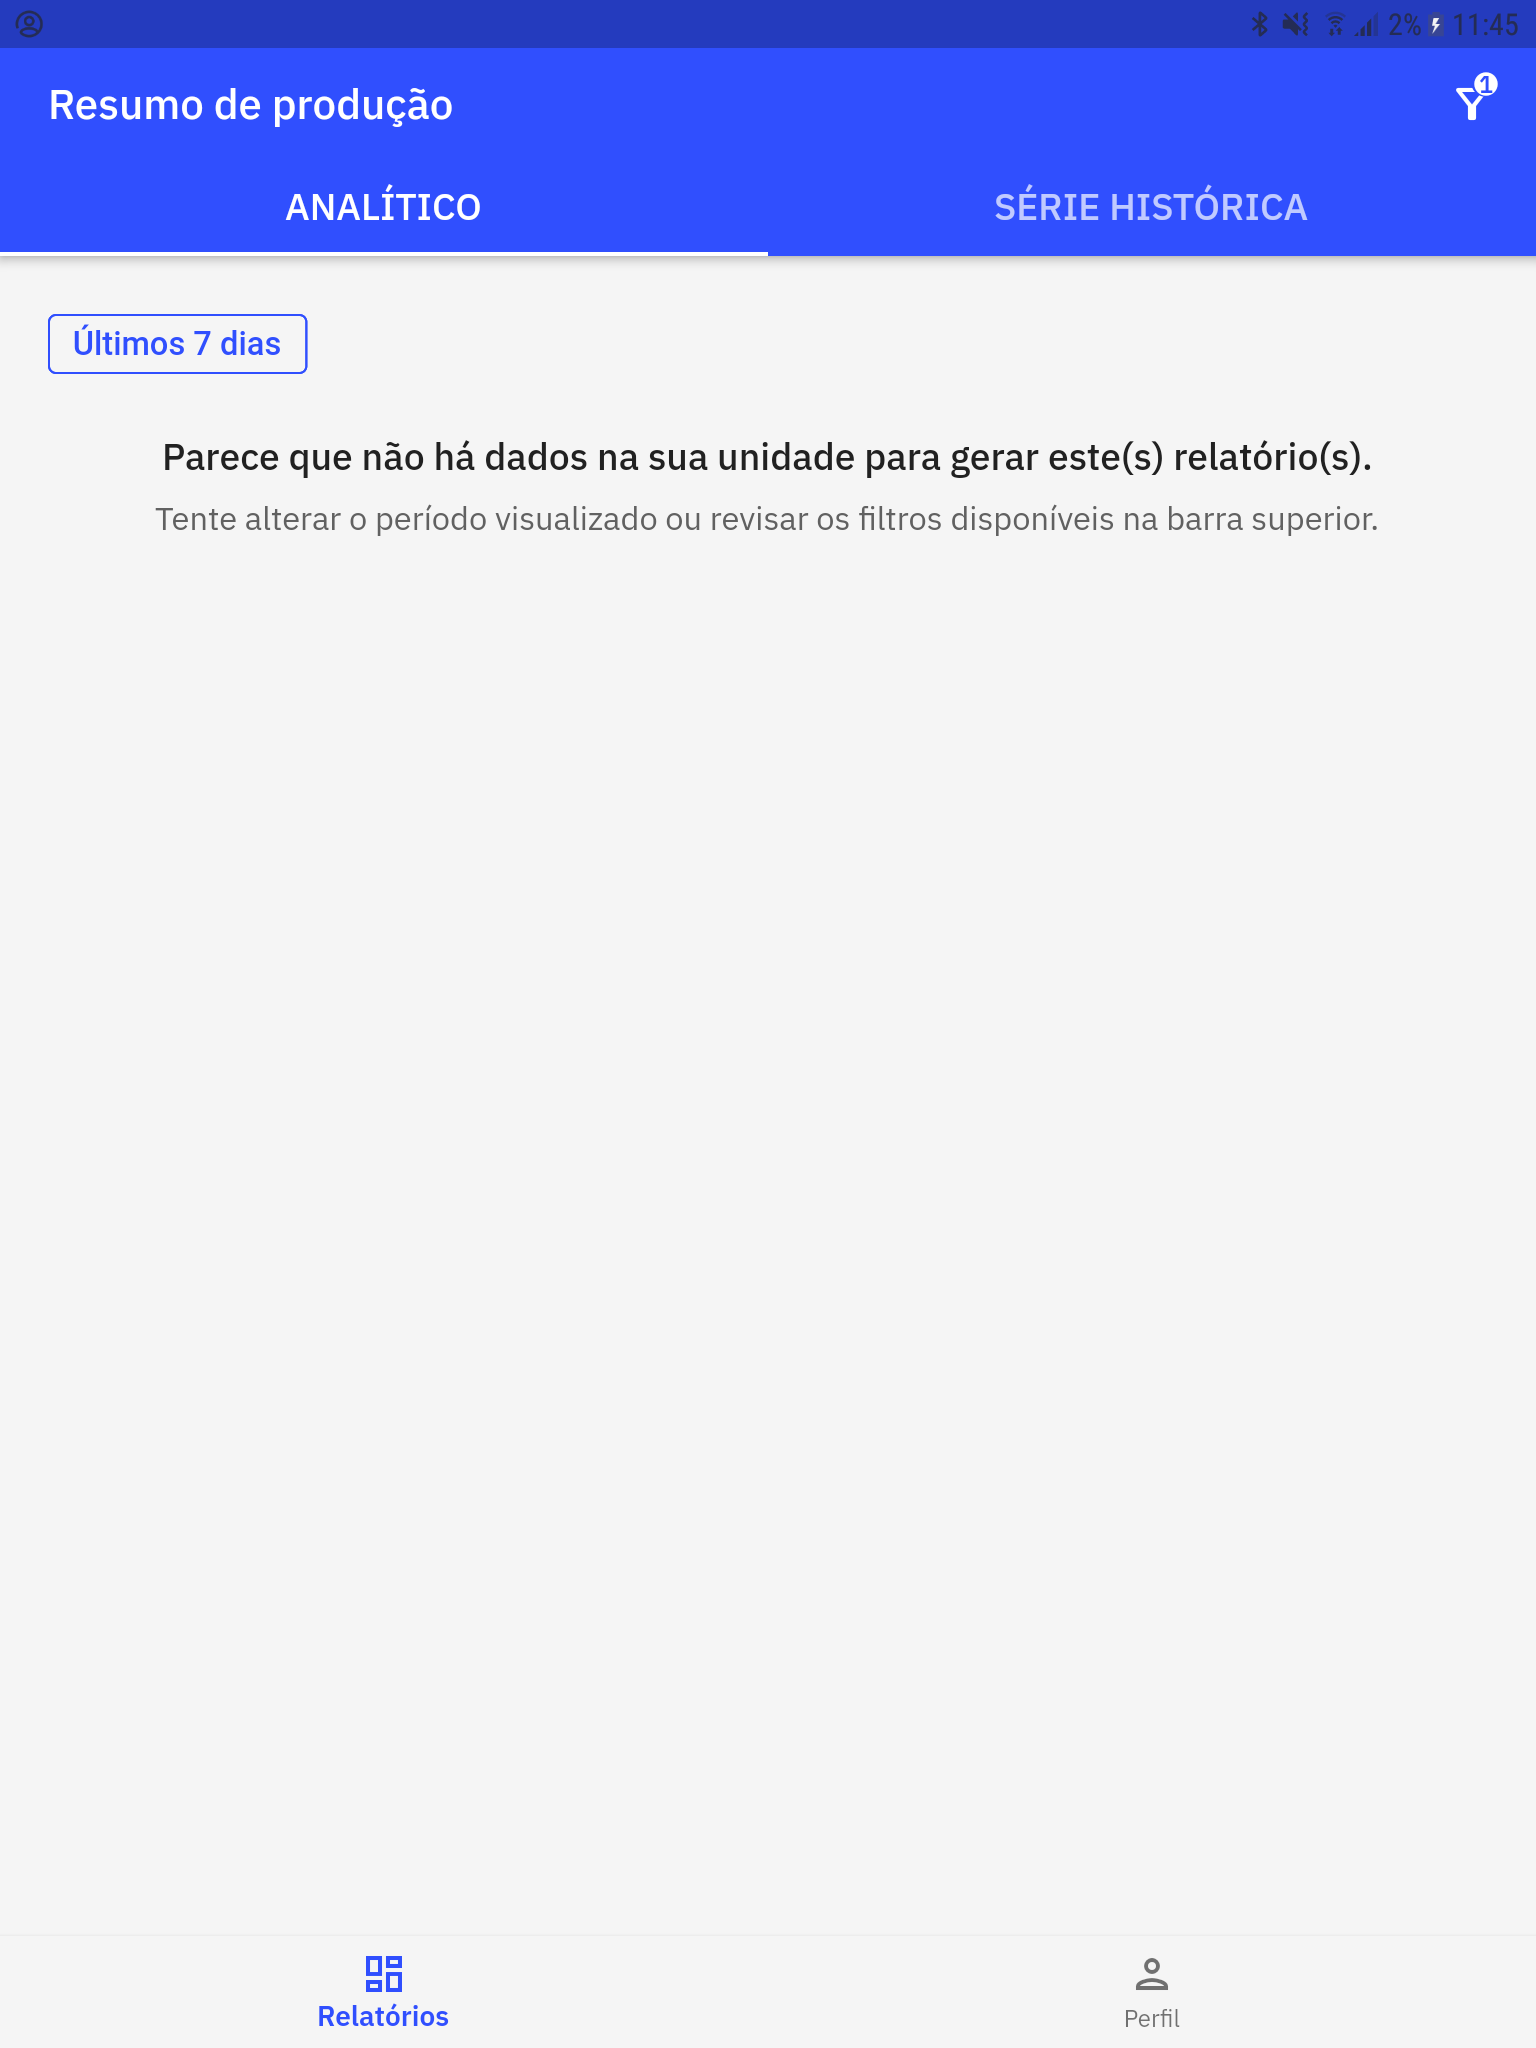 2% 11:45
Resumo de produção
1
ANALÍTICO
SÉRIE HISTÓRICA
Últimos 7 dias
Parece que não há dados na sua unidade para gerar este(s) relatório(s).
Tente alterar o período visualizado ou revisar os filtros disponíveis na barra superior.
Relatórios
Perfil